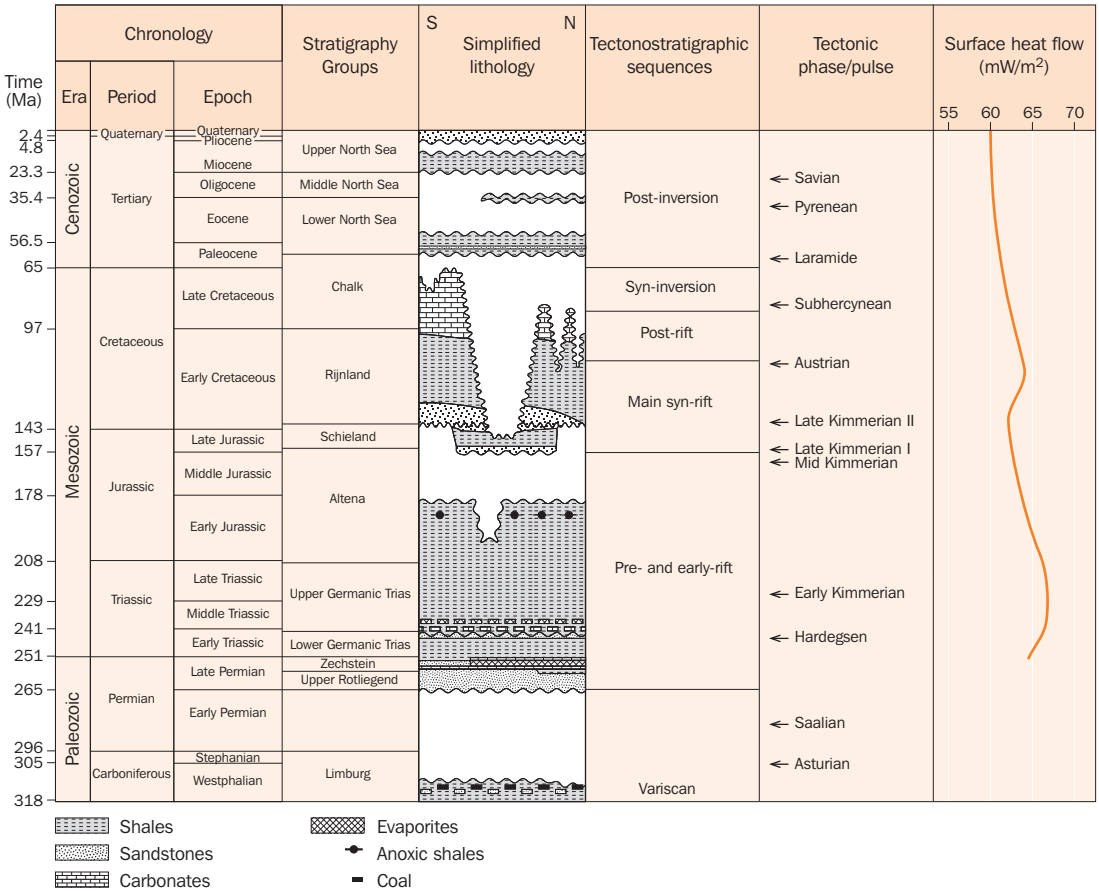 Chronology
Stratigraphy
Groups
S N
Simplified
lithology
Tectonostratigraphic
sequences
Tectonic
phase/pulse
Surface heat flow
(mW/m²)
Time
(Ma)
Era
Period
Epoch
55 60 65 70
2.4
4.8
23.3
35.4
56.5
65
97
143
157
178
208
229
241
251
265
296
305
318
Cenozoic
Mesozoic
Paleozoic
Quaternary
Tertiary
Cretaceous
Jurassic
Triassic
Permian
Carboniferous
Quaternary
Pliocene
Miocene
Oligocene
Eocene
Paleocene
Late Cretaceous
Early Cretaceous
Late Jurassic
Middle Jurassic
Early Jurassic
Late Triassic
Middle Triassic
Early Triassic
Late Permian
Early Permian
Stephanian
Westphalian
Upper North Sea
Middle North Sea
Lower North Sea
Chalk
Rijnland
Schieland
Altena
Upper Germanic Trias
Lower Germanic Trias
Zechstein
Upper Rotliegend
Limburg
Post-inversion
Syn-inversion
Post-rift
Main syn-rift
Pre- and early-rift
Variscan
Savian
Pyrenean
Laramide
Subhercynean
Austrian
Late Kimmerian II
Late Kimmerian I
Mid Kimmerian
Early Kimmerian
Hardegsen
Saalian
Asturian
Shales
Sandstones
Carbonates
Evaporites
Anoxic shales
Coal